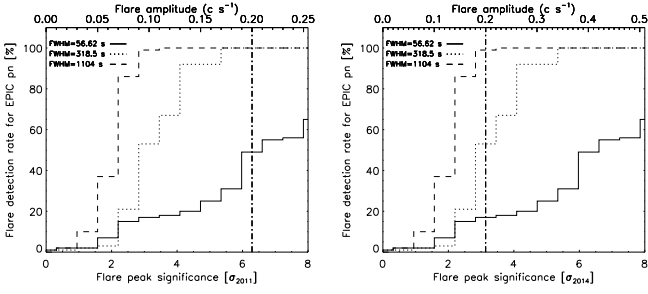 Flare amplitude (c s⁻¹)
0.00 0.05 0.10 0.15 0.20 0.25
FWHM=56.62 s
FWHM=318.5 s
FWHM=1104 s
Flare detection rate for EPIC pn [%]
100
80
60
40
20
0 2 4 6 8
Flare peak significance [σ2011]
Flare amplitude (c s⁻¹)
0.0 0.1 0.2 0.3 0.4 0.5
FWHM=56.62 s
FWHM=318.5 s
FWHM=1104 s
Flare detection rate for EPIC pn [%]
100
80
60
40
20
0 2 4 6 8
Flare peak significance [σ2014]